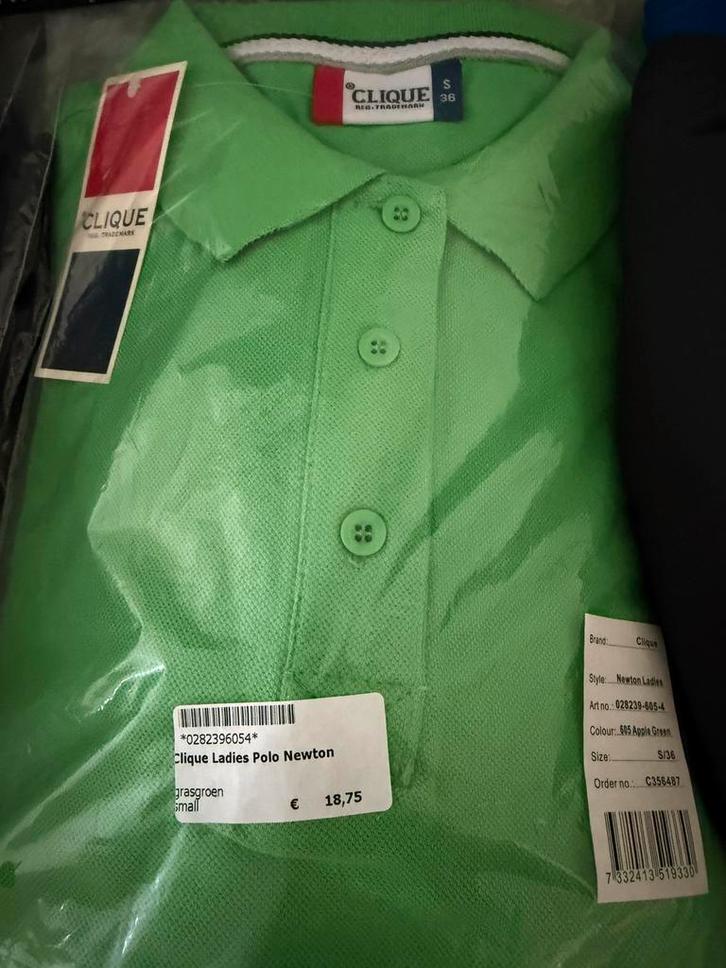 ®CLIQUE
REG. TRADEMARK
S
36
®CLIQUE
REG. TRADEMARK
*0282396054*
Clique Ladies Polo Newton
grasgroen
small
€ 18,75
Brand: Clique
Style: Newton Ladies
Art no.: 028239-605-4
Colour: 605 Apple Green
Size: S/36
Order no.: C356487
7 332413 519330